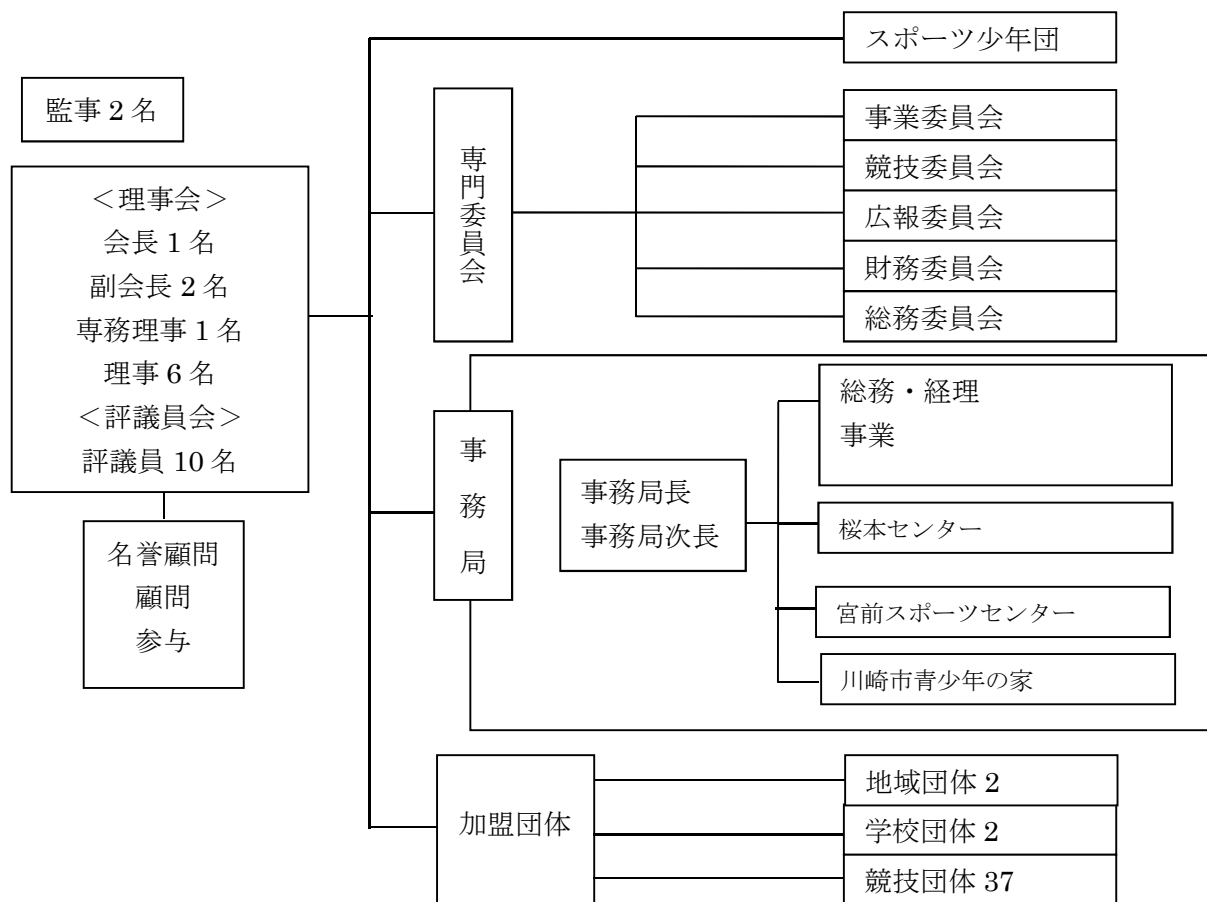 スポーツ少年団
監事 2 名
＜理事会＞
会長 1 名
副会長 2 名
専務理事 1 名
理事 6 名
＜評議員会＞
評議員 10 名
名誉顧問
顧問
参与
専門委員会
事業委員会
競技委員会
広報委員会
財務委員会
総務委員会
事務局
事務局長
事務局次長
総務・経理
事業
桜本センター
宮前スポーツセンター
川崎市青少年の家
加盟団体
地域団体 2
学校団体 2
競技団体 37